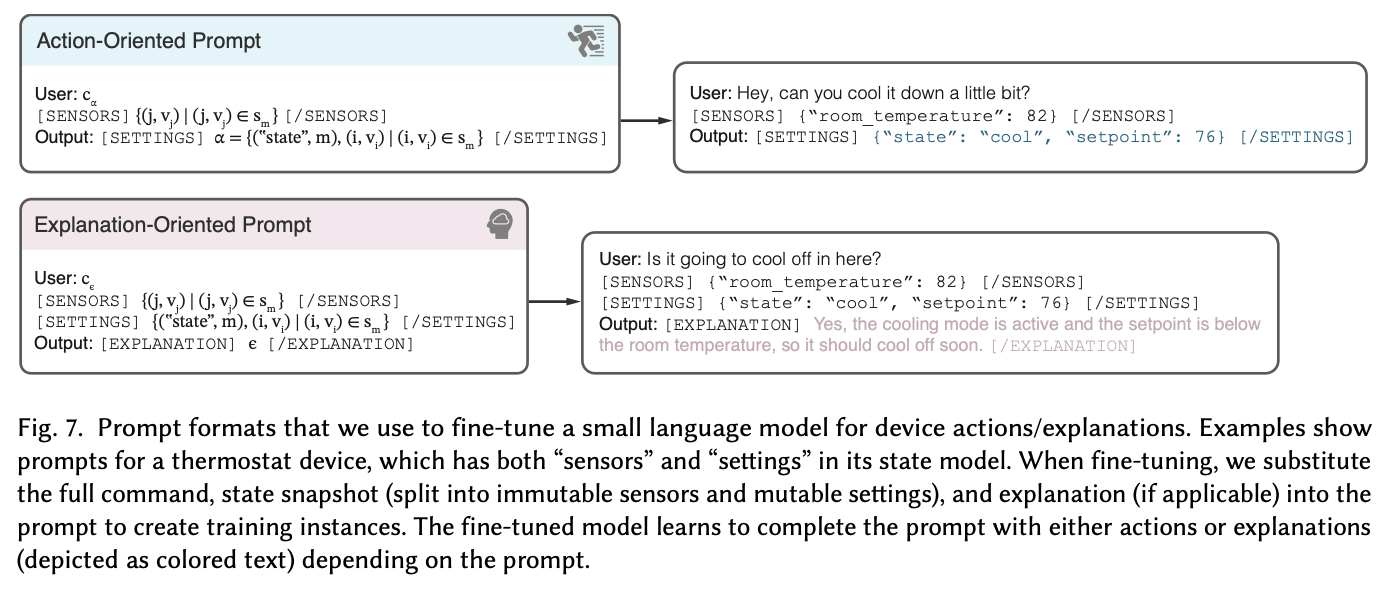 Action-Oriented Prompt
User: cα
[SENSORS] {(j, vj) | (j, vj) ∈ sm} [/SENSORS]
Output: [SETTINGS] α = {("state", m), (i, vi) | (i, vi) ∈ sm} [/SETTINGS]
User: Hey, can you cool it down a little bit?
[SENSORS] {“room_temperature”: 82} [/SENSORS]
Output: [SETTINGS] {“state”: “cool”, “setpoint”: 76} [/SETTINGS]
Explanation-Oriented Prompt
User: cϵ
[SENSORS] {(j, vj) | (j, vj) ∈ sm} [/SENSORS]
[SETTINGS] {("state", m), (i, vi) | (i, vi) ∈ sm} [/SETTINGS]
Output: [EXPLANATION] ϵ [/EXPLANATION]
User: Is it going to cool off in here?
[SENSORS] {“room_temperature”: 82} [/SENSORS]
[SETTINGS] {“state”: “cool”, “setpoint”: 76} [/SETTINGS]
Output: [EXPLANATION] Yes, the cooling mode is active and the setpoint is below
the room temperature, so it should cool off soon. [/EXPLANATION]
Fig. 7. Prompt formats that we use to fine-tune a small language model for device actions/explanations. Examples show
prompts for a thermostat device, which has both “sensors” and “settings” in its state model. When fine-tuning, we substitute
the full command, state snapshot (split into immutable sensors and mutable settings), and explanation (if applicable) into the
prompt to create training instances. The fine-tuned model learns to complete the prompt with either actions or explanations
(depicted as colored text) depending on the prompt.